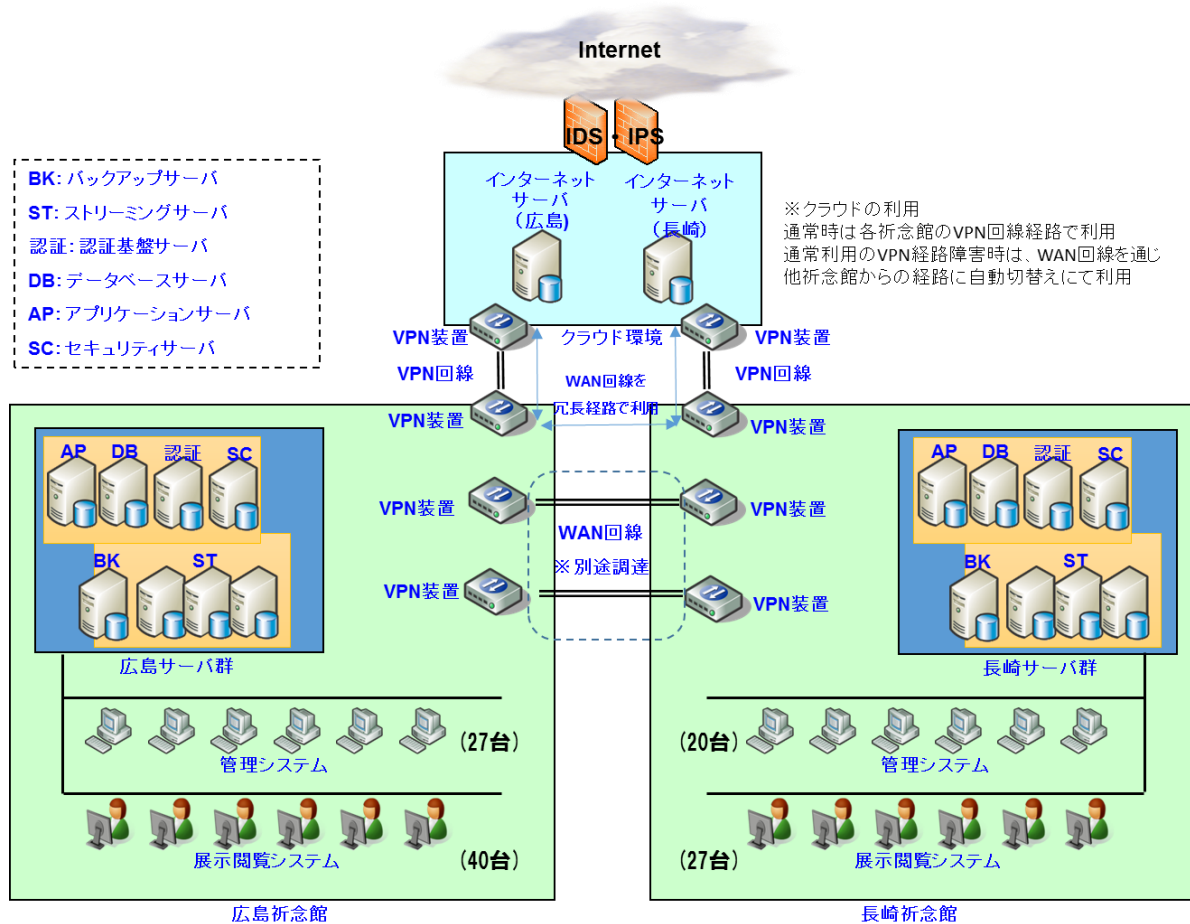 Internet
IDS・IPS
BK：バックアップサーバ
ST：ストリーミングサーバ
認証：認証基盤サーバ
DB：データベースサーバ
AP：アプリケーションサーバ
SC：セキュリティサーバ
インターネット
サーバ
（広島）
インターネット
サーバ
（長崎）
※クラウドの利用
通常時は各祈念館のVPN回線経路で利用
通常利用のVPN経路障害時は、WAN回線を通じ
他祈念館からの経路に自動切替えにて利用
VPN装置
クラウド環境
VPN装置
VPN回線
WAN回線を
冗長経路で利用
VPN回線
VPN装置
VPN装置
AP DB 認証 SC
BK ST
広島サーバ群
VPN装置
VPN装置
WAN回線
※別途調達
VPN装置
VPN装置
AP DB 認証 SC
BK ST
長崎サーバ群
(27台)
管理システム
(40台)
展示閲覧システム
広島祈念館
(20台)
管理システム
(27台)
展示閲覧システム
長崎祈念館